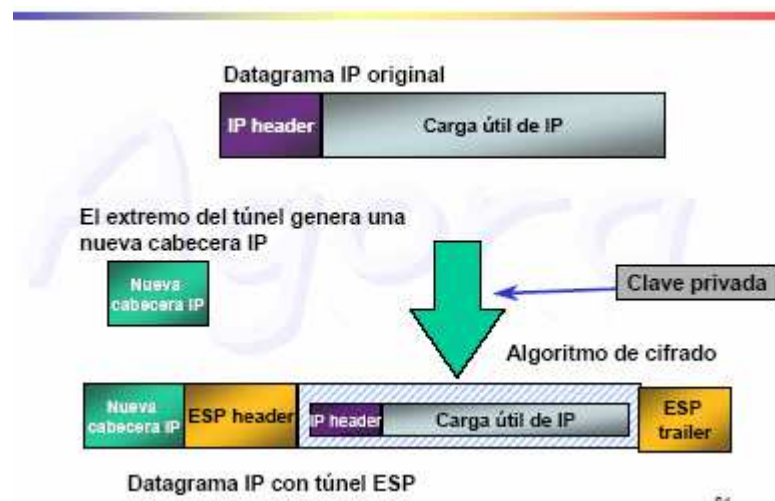 Datagrama IP original
IP header
Carga útil de IP
Agora
El extremo del túnel genera una
nueva cabecera IP
Nueva
cabecera IP
Clave privada
Algoritmo de cifrado
Nueva
cabecera IP
ESP header
IP header
Carga útil de IP
ESP
trailer
Datagrama IP con túnel ESP